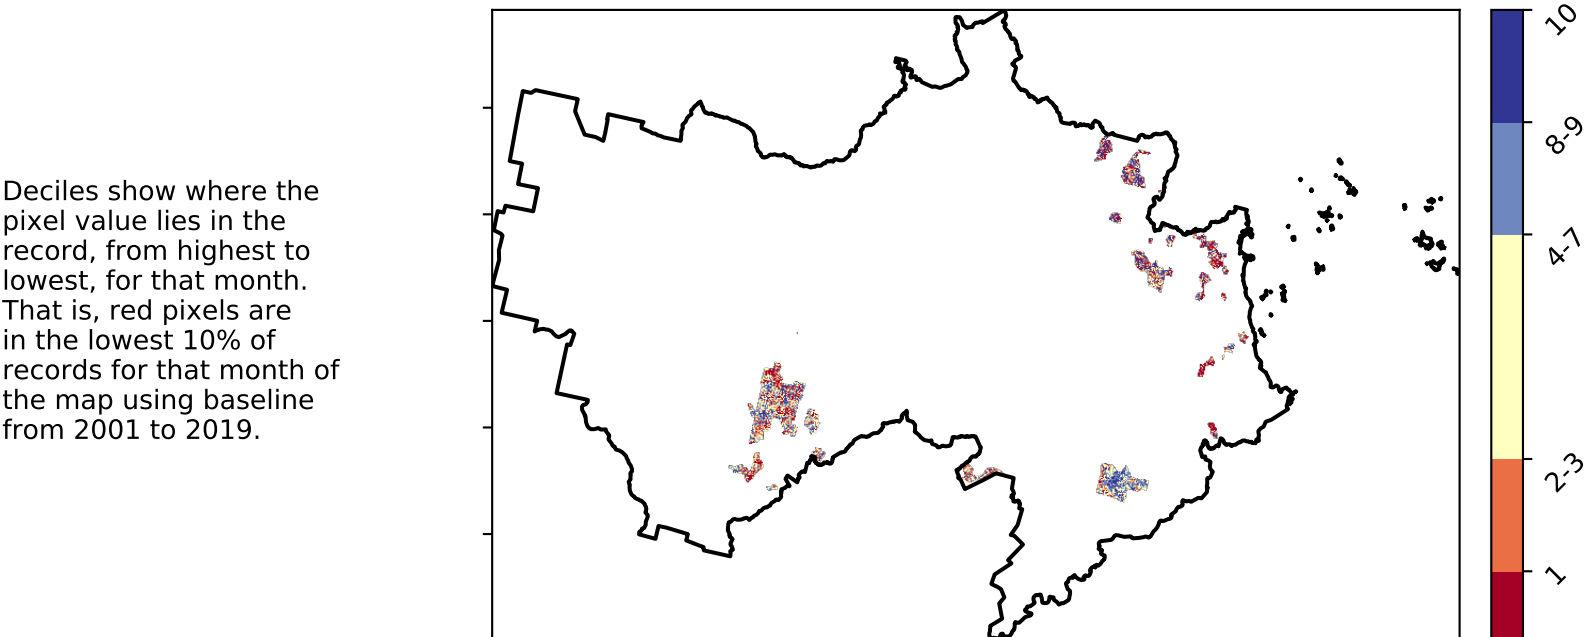 Deciles show where the
pixel value lies in the
record, from highest to
lowest, for that month.
That is, red pixels are
in the lowest 10% of
records for that month of
the map using baseline
from 2001 to 2019.
10
8-9
4-7
2-3
1